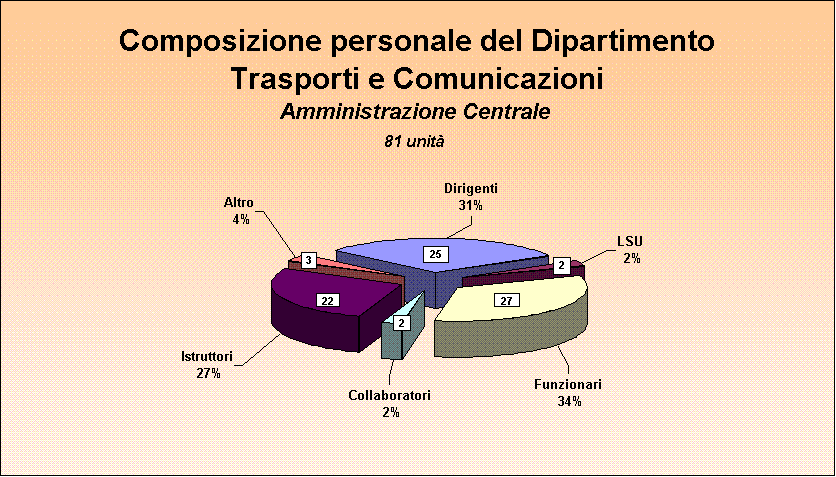 Composizione personale del Dipartimento
Trasporti e Comunicazioni
Amministrazione Centrale
81 unità
Dirigenti
31%
Altro
4%
LSU
2%
25
3
2
22
27
2
Istruttori
27%
Collaboratori
2%
Funzionari
34%